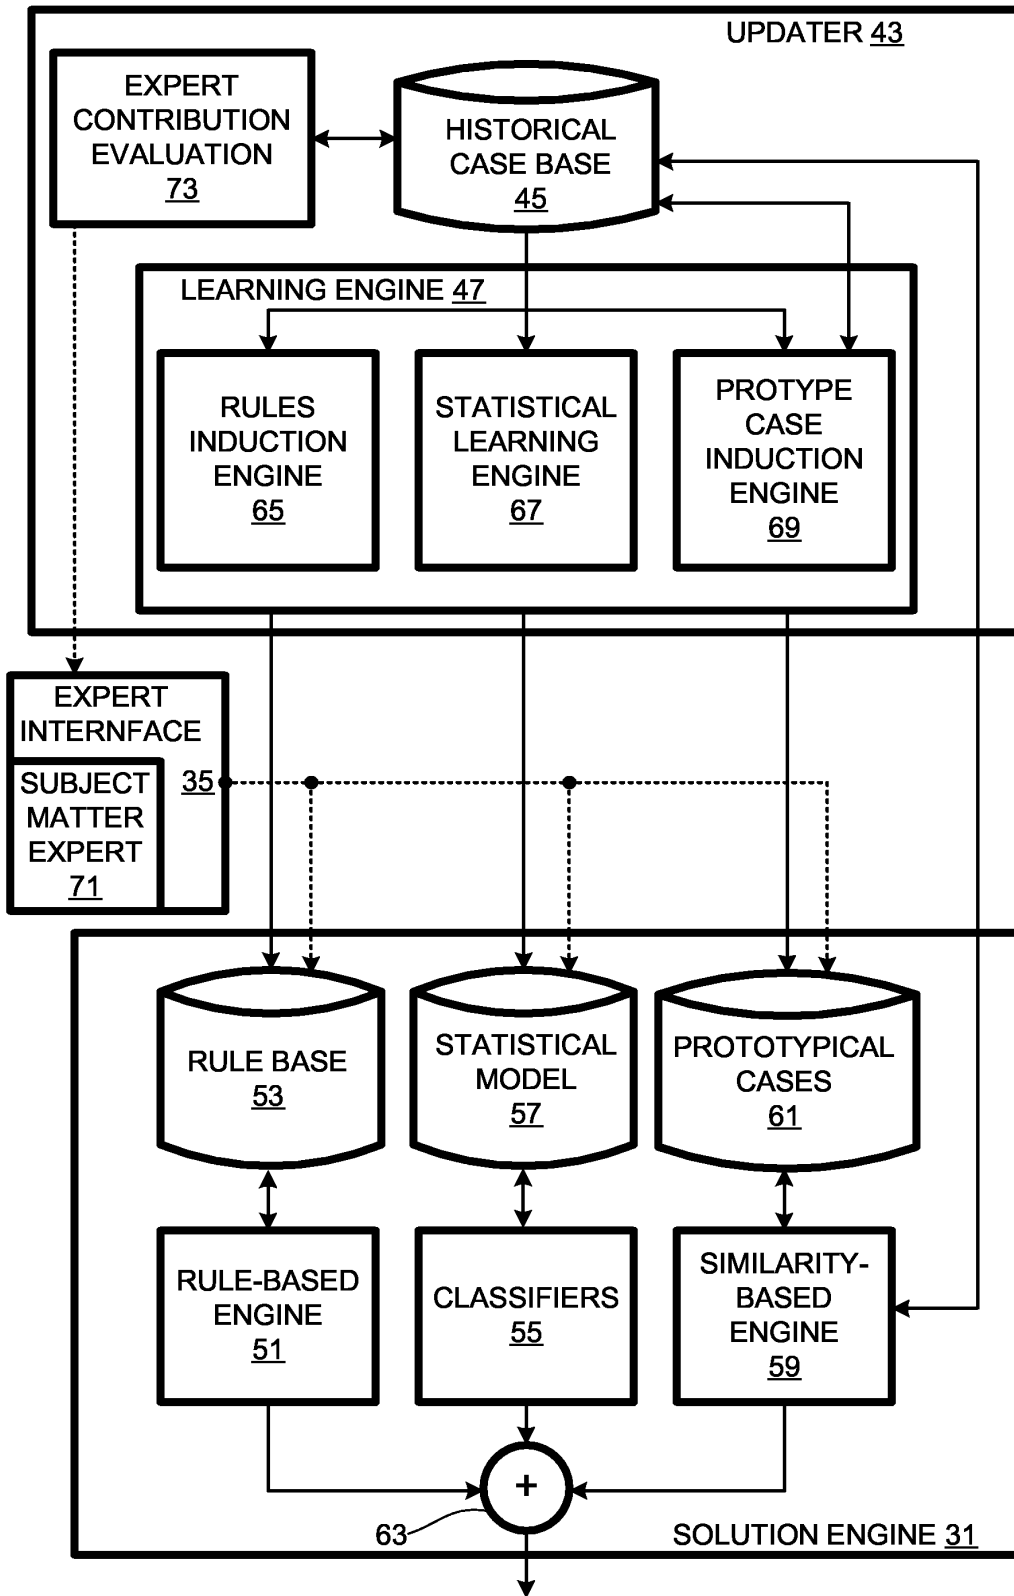 UPDATER 43
EXPERT
CONTRIBUTION
EVALUATION
73
HISTORICAL
CASE BASE
45
LEARNING ENGINE 47
RULES
INDUCTION
ENGINE
65
STATISTICAL
LEARNING
ENGINE
67
PROTYPE
CASE
INDUCTION
ENGINE
69
EXPERT
INTERNFACE
35
SUBJECT
MATTER
EXPERT
71
RULE BASE
53
STATISTICAL
MODEL
57
PROTOTYPICAL
CASES
61
RULE-BASED
ENGINE
51
CLASSIFIERS
55
SIMILARITY-
BASED
ENGINE
59
+
63
SOLUTION ENGINE 31